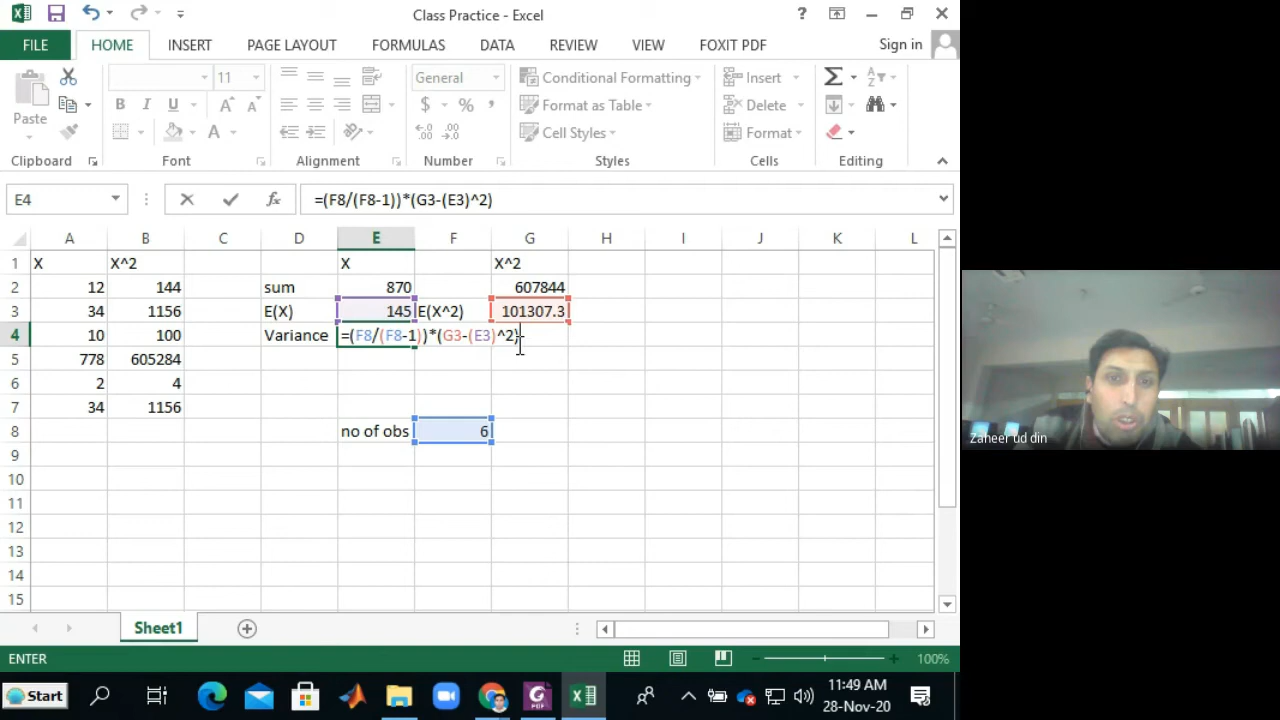 Class Practice - Excel
FILE HOME INSERT PAGE LAYOUT FORMULAS DATA REVIEW VIEW FOXIT PDF Sign in
Paste
11
B I U
General
$ % ,
Conditional Formatting
Format as Table
Cell Styles
Insert
Delete
Format
Clipboard Font Alignment Number Styles Cells Editing
E4 fx =(F8/(F8-1))*(G3-(E3)^2)
A B C D E F G H I J K L
1 X X^2 X X^2
2 12 144 sum 870 607844
3 34 1156 E(X) 145 E(X^2) 101307.3
4 10 100 Variance =(F8/(F8-1))*(G3-(E3)^2)
5 778 605284
6 2 4
7 34 1156
8 no of obs 6
9
10
11
12
13
14
15
Sheet1
ENTER 100%
Start 11:49 AM
28-Nov-20
Zaheer ud din